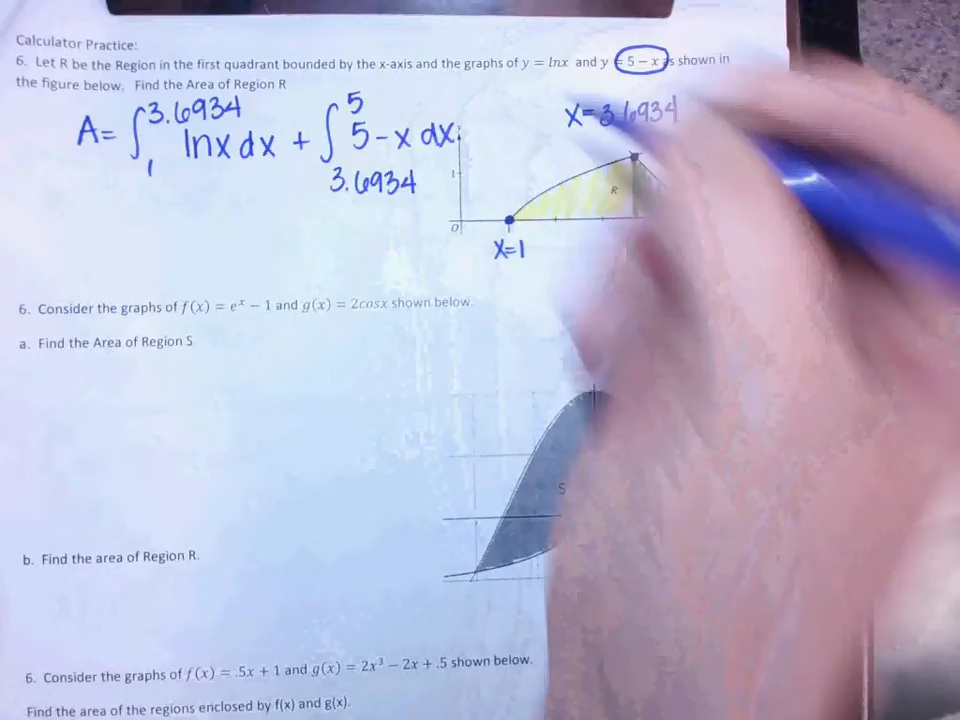 Calculator Practice:
6. Let R be the Region in the first quadrant bounded by the x-axis and the graphs of y = lnx and y = 5 − x as shown in
the figure below. Find the Area of Region R
A= ∫₁^3.6934 lnx dx + ∫_3.6934^5 5-x dx
X=3.6934
1
R
O
X=1
6. Consider the graphs of f(x) = eˣ − 1 and g(x) = 2cosx shown below.
a. Find the Area of Region S
S
b. Find the area of Region R.
6. Consider the graphs of f(x) = .5x + 1 and g(x) = 2x³ − 2x + .5 shown below.
Find the area of the regions enclosed by f(x) and g(x).